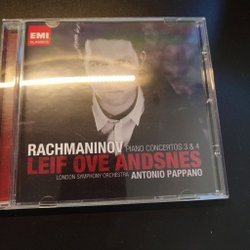 EMI
CLASSICS
RACHMANINOV PIANO CONCERTOS 3 & 4
LEIF OVE ANDSNES
LONDON SYMPHONY ORCHESTRA ANTONIO PAPPANO